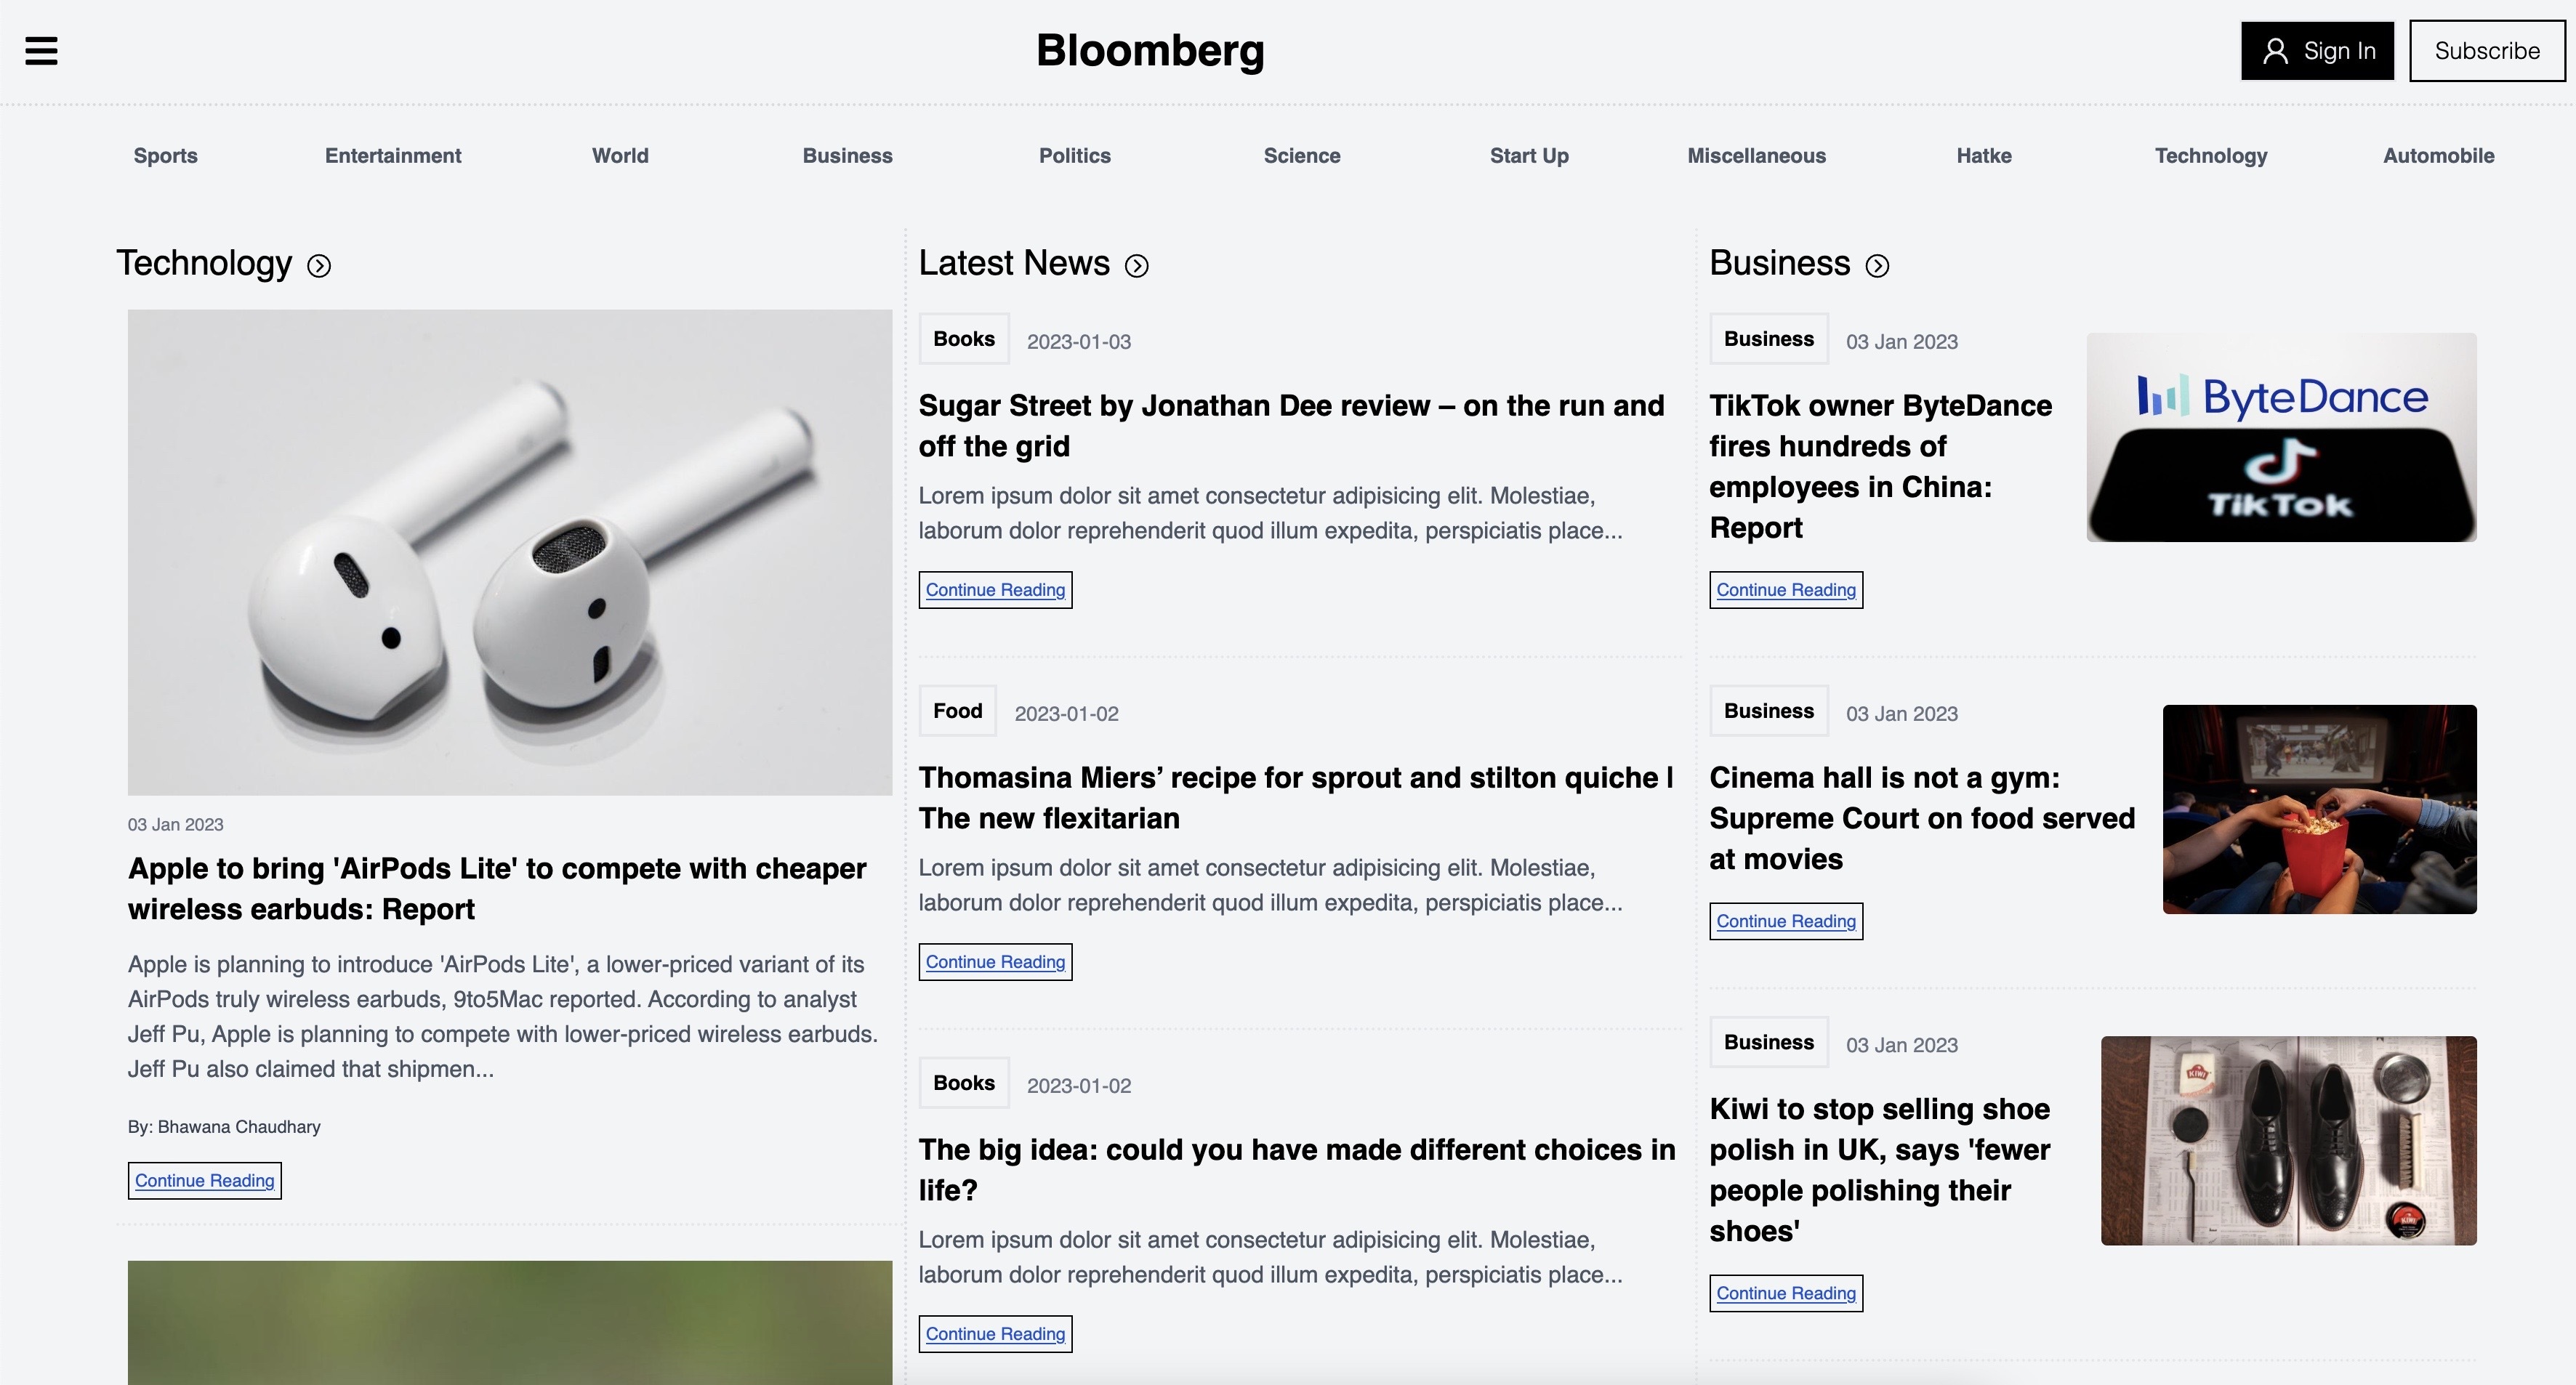 Bloomberg
Sign In
Subscribe
Sports
Entertainment
World
Business
Politics
Science
Start Up
Miscellaneous
Hatke
Technology
Automobile
Technology
03 Jan 2023
Apple to bring 'AirPods Lite' to compete with cheaper
wireless earbuds: Report
Apple is planning to introduce 'AirPods Lite', a lower-priced variant of its
AirPods truly wireless earbuds, 9to5Mac reported. According to analyst
Jeff Pu, Apple is planning to compete with lower-priced wireless earbuds.
Jeff Pu also claimed that shipmen...
By: Bhawana Chaudhary
Continue Reading
Latest News
Books
2023-01-03
Sugar Street by Jonathan Dee review – on the run and
off the grid
Lorem ipsum dolor sit amet consectetur adipisicing elit. Molestiae,
laborum dolor reprehenderit quod illum expedita, perspiciatis place...
Continue Reading
Food
2023-01-02
Thomasina Miers’ recipe for sprout and stilton quiche |
The new flexitarian
Lorem ipsum dolor sit amet consectetur adipisicing elit. Molestiae,
laborum dolor reprehenderit quod illum expedita, perspiciatis place...
Continue Reading
Books
2023-01-02
The big idea: could you have made different choices in
life?
Lorem ipsum dolor sit amet consectetur adipisicing elit. Molestiae,
laborum dolor reprehenderit quod illum expedita, perspiciatis place...
Continue Reading
Business
Business
03 Jan 2023
TikTok owner ByteDance
fires hundreds of
employees in China:
Report
Continue Reading
ByteDance
TikTok
Business
03 Jan 2023
Cinema hall is not a gym:
Supreme Court on food served
at movies
Continue Reading
Business
03 Jan 2023
Kiwi to stop selling shoe
polish in UK, says 'fewer
people polishing their
shoes'
Continue Reading
KIWI
KIWI